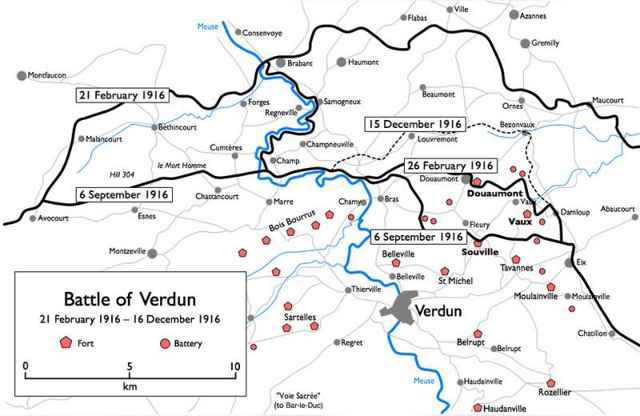 Ville
Flabas
Azannes
Meuse
Consenvoye
Gremilly
Brabant
Haumont
Montfaucon
Beaumont
21 February 1916
Forges
Samogneux
Ornes
Maucourt
Regneville
15 December 1916
Bezonvaux
Béthincourt
Malancourt
Louvremont
Champneuville
Cumières
26 February 1916
Champ
le Mort Homme
Hill 304
Douaumont
Douaumont
6 September 1916
Chattancourt
Marre
Champ
Bras
Vaux
Damloup
Abaucourt
Avocourt
Esnes
Bois Bourrus
Fleury
Vaux
6 September 1916
Souville
Montzeville
Belleville
Tavannes
Eix
St Michel
Belleville
Moulainville
Moulainville
Thierville
Battle of Verdun
21 February 1916 – 16 December 1916
Sartelles
Verdun
Fort
Battery
Regret
Belrupt
Belrupt
Chatillon
0 5 10
km
Meuse
Haudainville
Rozellier
"Voie Sacrée"
(to Bar-le-Duc)
Haudanville